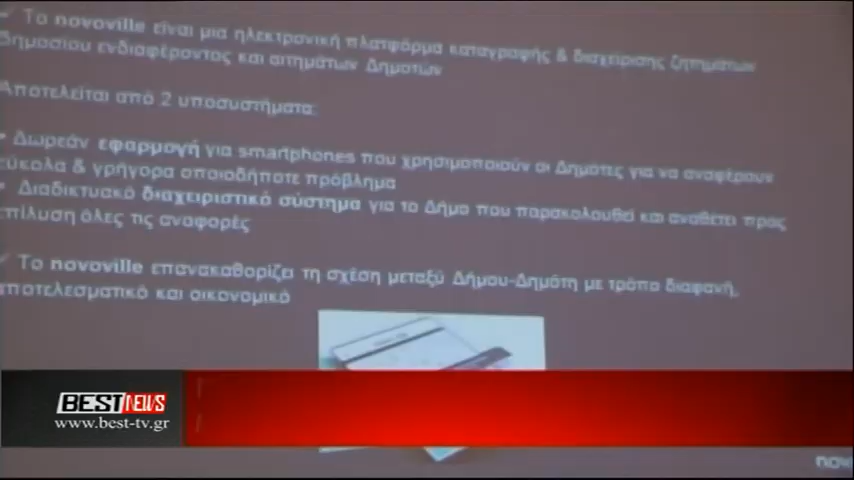 ✓ Το novoville είναι μια ηλεκτρονική πλατφόρμα καταγραφής & διαχείρισης ζητημάτων
δημοσίου ενδιαφέροντος και αιτημάτων Δημοτών
Αποτελείται από 2 υποσυστήματα:
• Δωρεάν εφαρμογή για smartphones που χρησιμοποιούν οι Δημότες για να αναφέρουν
εύκολα & γρήγορα οποιοδήποτε πρόβλημα
• Διαδικτυακό διαχειριστικό σύστημα για το Δήμο που παρακολουθεί και αναθέτει προς
επίλυση όλες τις αναφορές
✓ Το novoville επανακαθορίζει τη σχέση μεταξύ Δήμου-Δημότη με τρόπο διαφανή,
αποτελεσματικό και οικονομικό
BEST NEWS
www.best-tv.gr